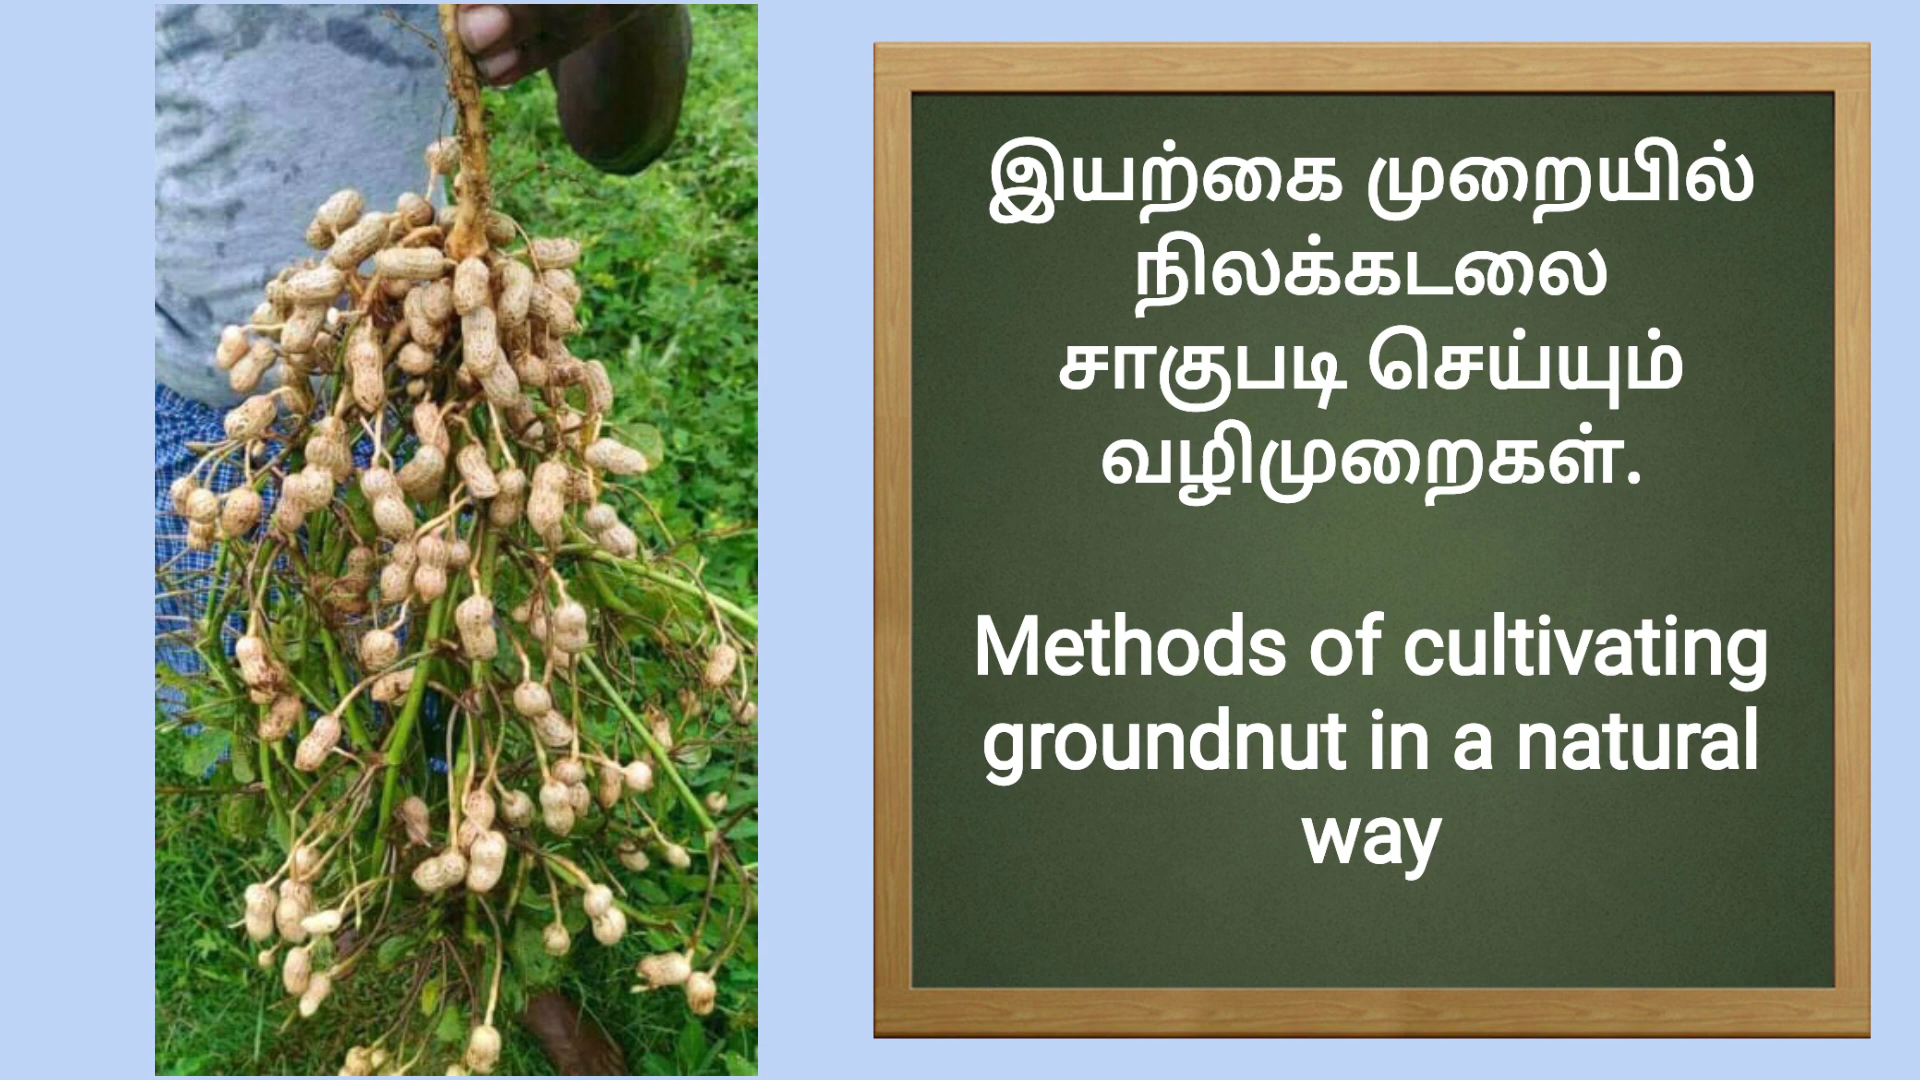 இயற்கை முறையில்
நிலக்கடலை
சாகுபடி செய்யும்
வழிமுறைகள்.
Methods of cultivating
groundnut in a natural
way